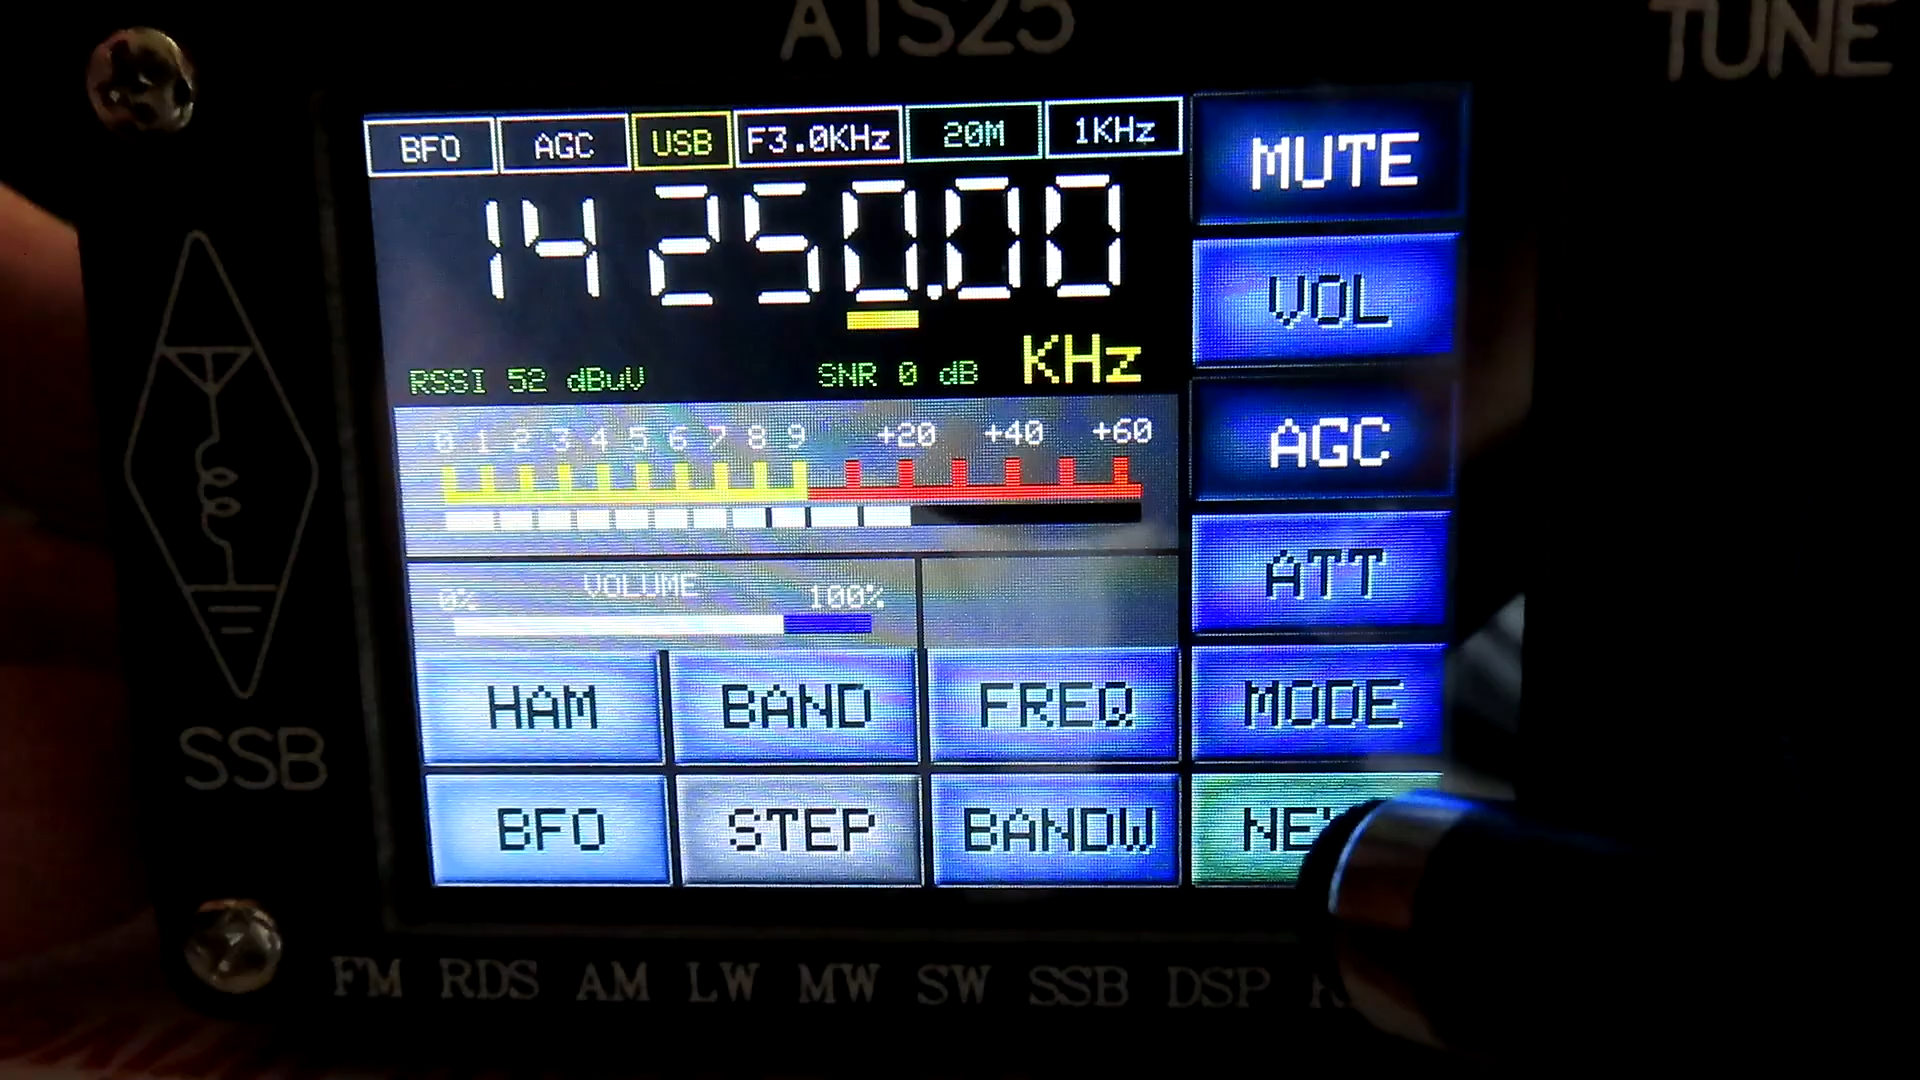 ATS25
TUNE
BFO AGC USB F3.0KHz 20M 1KHz
MUTE
14 250.00
VOL
RSSI 52 dBuV SNR 0 dB KHz
0 1 2 3 4 5 6 7 8 9 +20 +40 +60
AGC
ATT
0% VOLUME 100%
HAM BAND FREQ MODE
SSB
BFO STEP BANDW
FM RDS AM LW MW SW SSB DSP